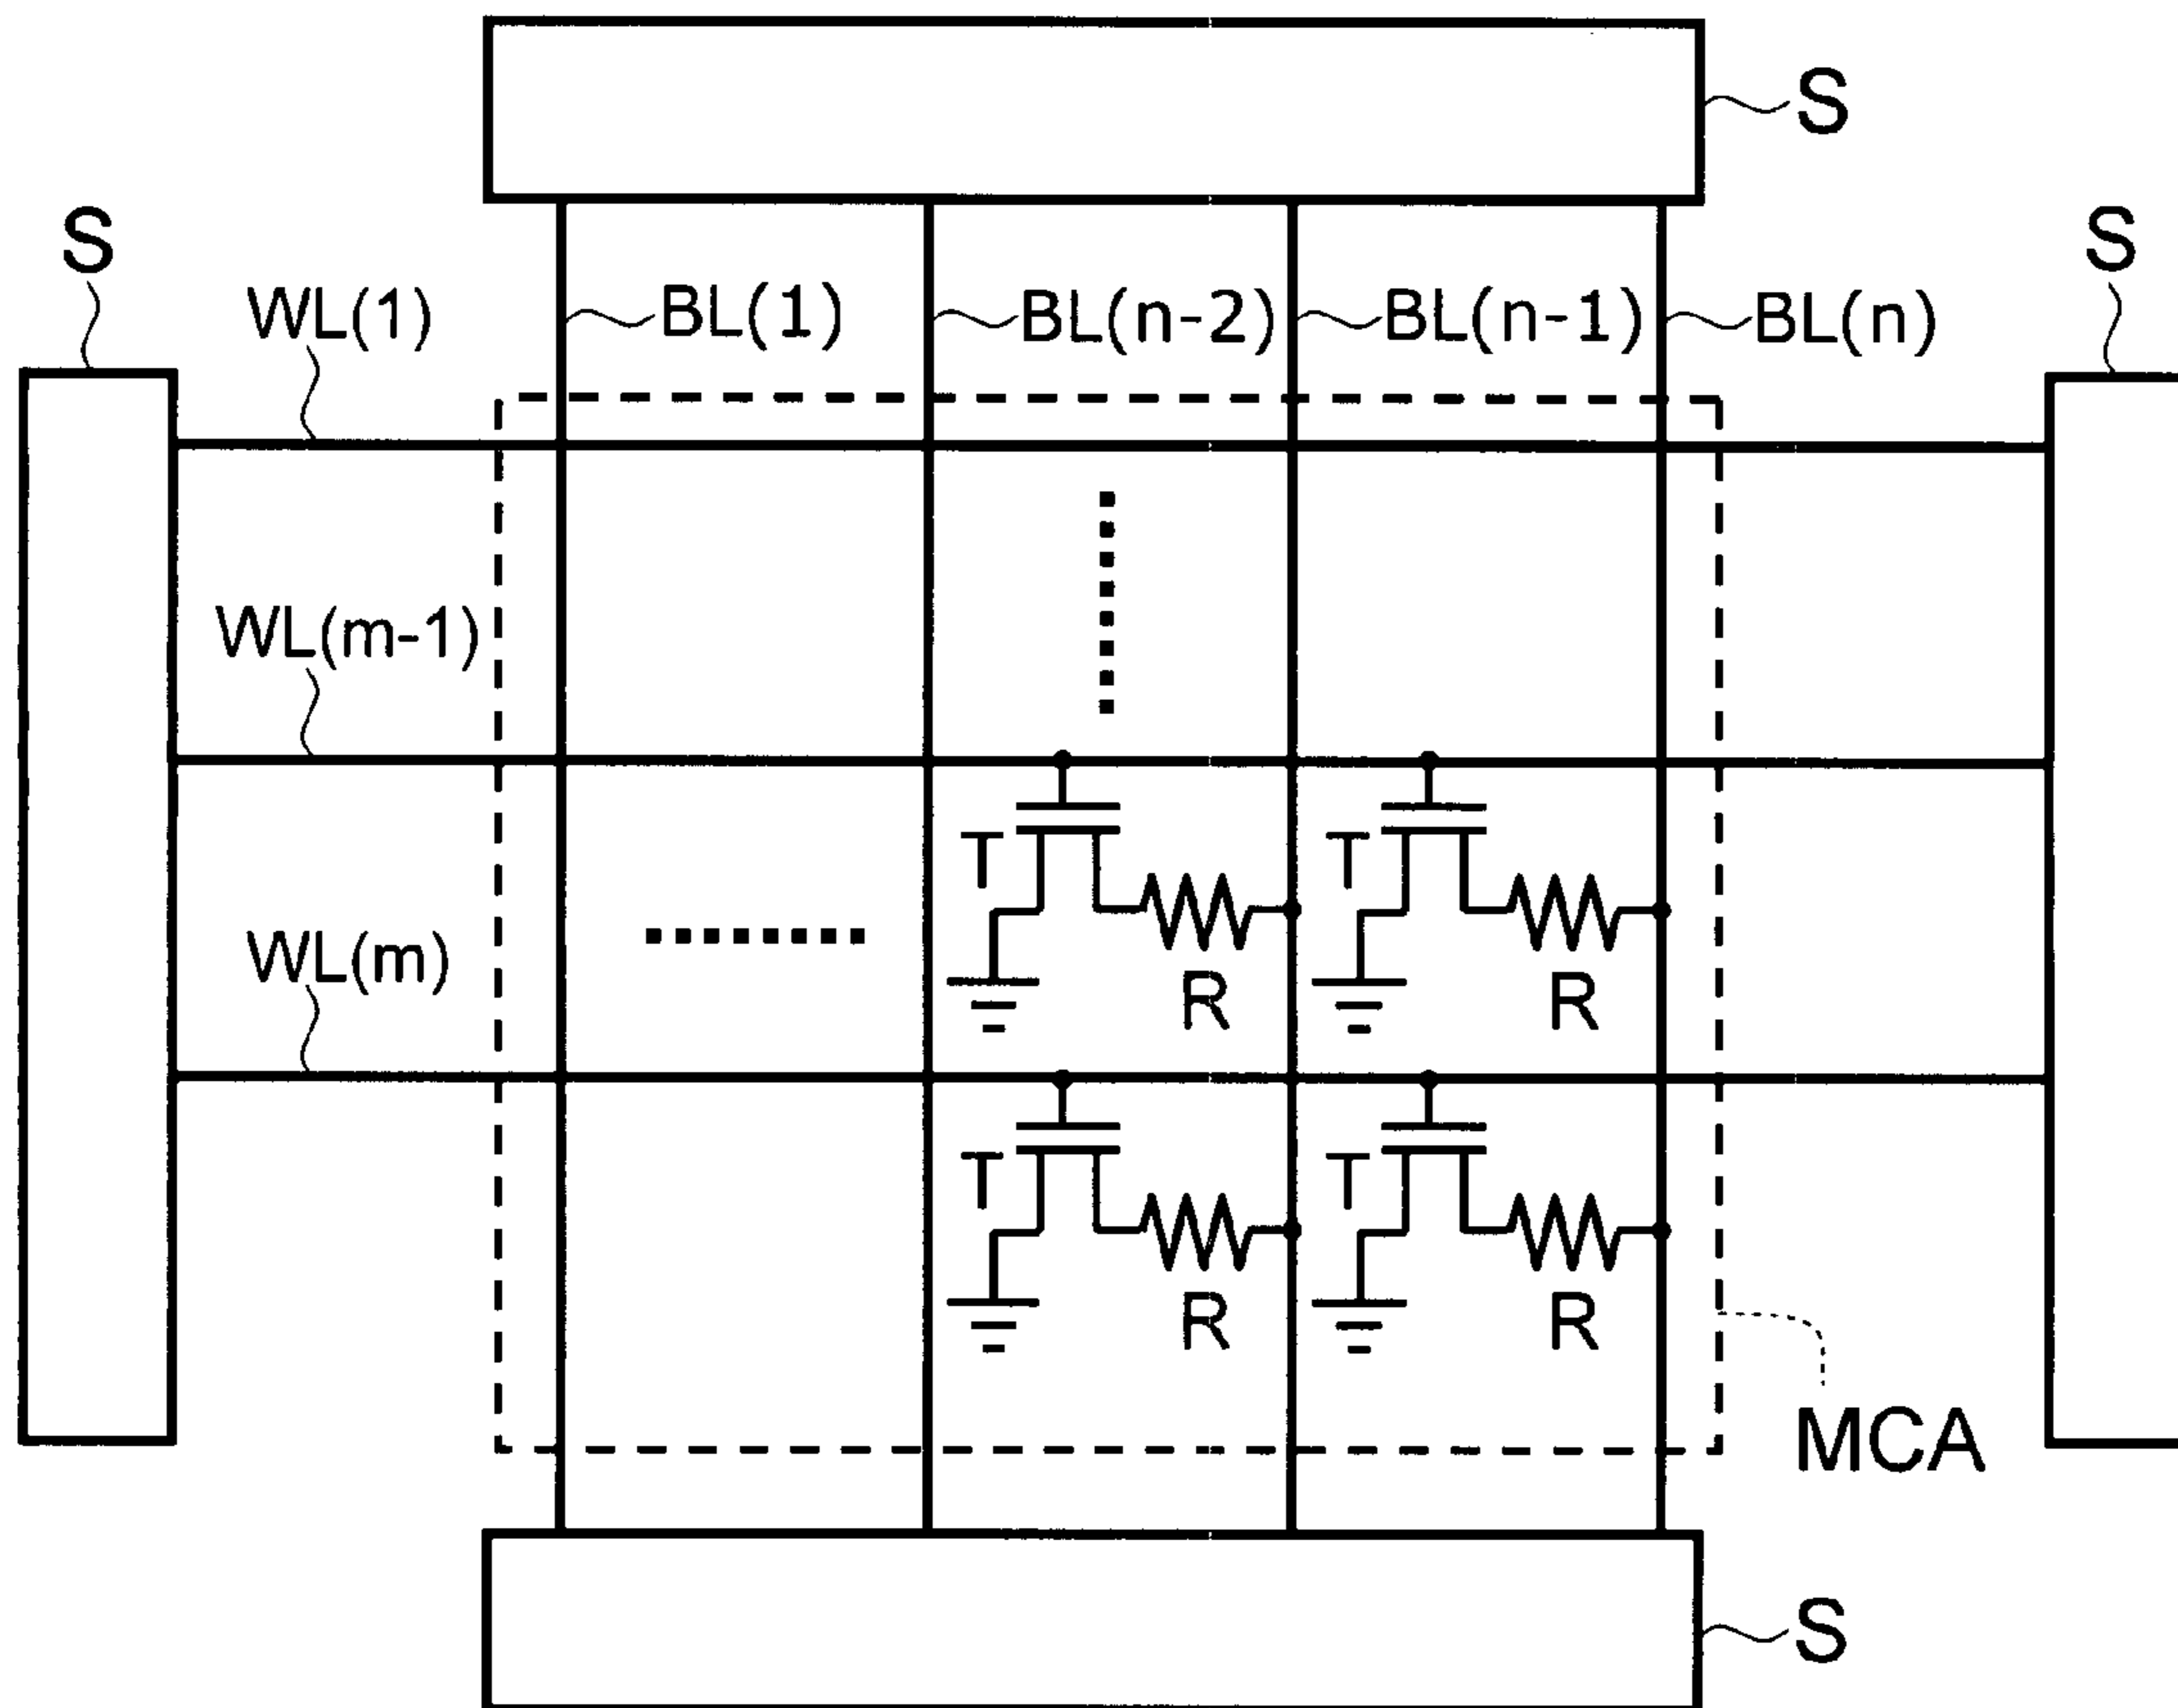 S
S
S
WL(1)
BL(1)
BL(n-2)
BL(n-1)
BL(n)
WL(m-1)
T
T
WL(m)
R
R
T
T
R
R
MCA
S